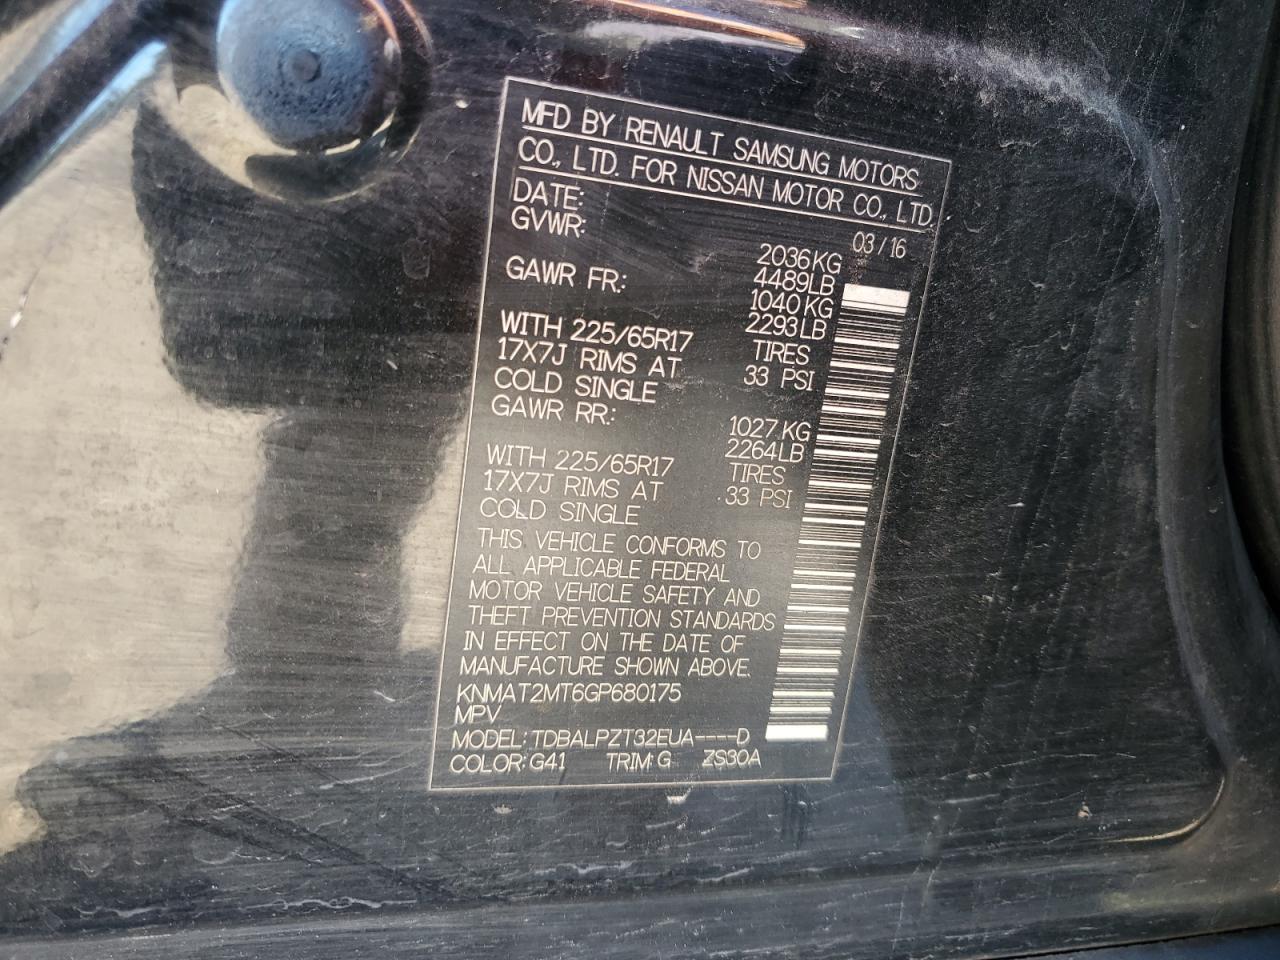 MFD BY RENAULT SAMSUNG MOTORS
CO., LTD. FOR NISSAN MOTOR CO., LTD.
DATE: 03/16
GVWR: 2036KG
4489LB
GAWR FR: 1040KG
2293LB
WITH 225/65R17 TIRES
17X7J RIMS AT 33 PSI
COLD SINGLE
GAWR RR: 1027KG
2264LB
WITH 225/65R17 TIRES
17X7J RIMS AT 33 PSI
COLD SINGLE
THIS VEHICLE CONFORMS TO
ALL APPLICABLE FEDERAL
MOTOR VEHICLE SAFETY AND
THEFT PREVENTION STANDARDS
IN EFFECT ON THE DATE OF
MANUFACTURE SHOWN ABOVE.
KNMAT2MT6GP680175
MPV
MODEL: TDBALPZT32EUA----D
COLOR: G41 TRIM: G ZS30A